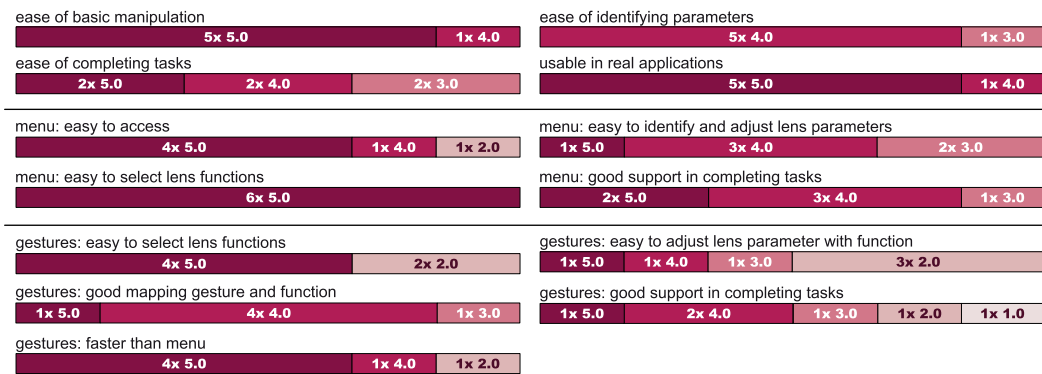 ease of basic manipulation
5x 5.0 1x 4.0
ease of completing tasks
2x 5.0 2x 4.0 2x 3.0
ease of identifying parameters
5x 4.0 1x 3.0
usable in real applications
5x 5.0 1x 4.0
menu: easy to access
4x 5.0 1x 4.0 1x 2.0
menu: easy to select lens functions
6x 5.0
menu: easy to identify and adjust lens parameters
1x 5.0 3x 4.0 2x 3.0
menu: good support in completing tasks
2x 5.0 3x 4.0 1x 3.0
gestures: easy to select lens functions
4x 5.0 2x 2.0
gestures: good mapping gesture and function
1x 5.0 4x 4.0 1x 3.0
gestures: faster than menu
4x 5.0 1x 4.0 1x 2.0
gestures: easy to adjust lens parameter with function
1x 5.0 1x 4.0 1x 3.0 3x 2.0
gestures: good support in completing tasks
1x 5.0 2x 4.0 1x 3.0 1x 2.0 1x 1.0